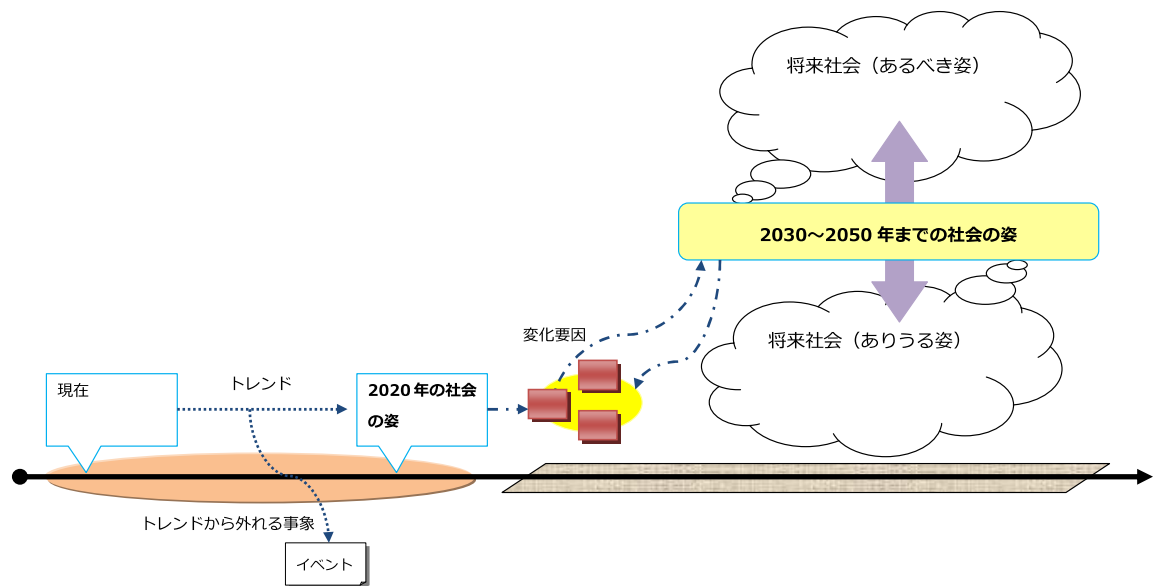 将来社会（あるべき姿）
2030～2050 年までの社会の姿
将来社会（ありうる姿）
変化要因
現在
トレンド
2020 年の社会
の姿
トレンドから外れる事象
イベント